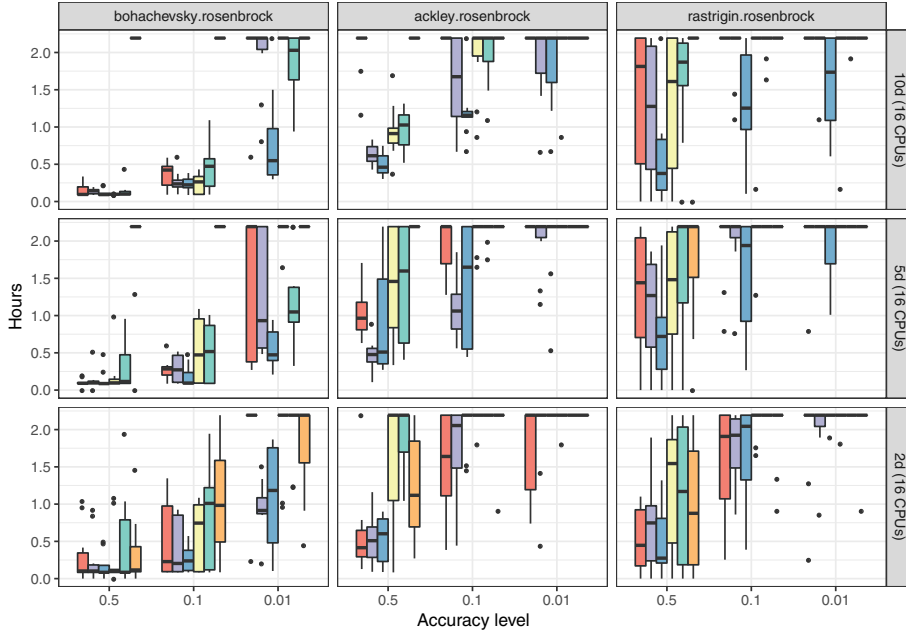 bohachevsky.rosenbrock
ackley.rosenbrock
rastrigin.rosenbrock
2.0
1.5
1.0
0.5
0.0
10d (16 CPUs)
2.0
1.5
1.0
0.5
0.0
5d (16 CPUs)
2.0
1.5
1.0
0.5
0.0
2d (16 CPUs)
Hours
0.5 0.1 0.01
0.5 0.1 0.01
0.5 0.1 0.01
Accuracy level